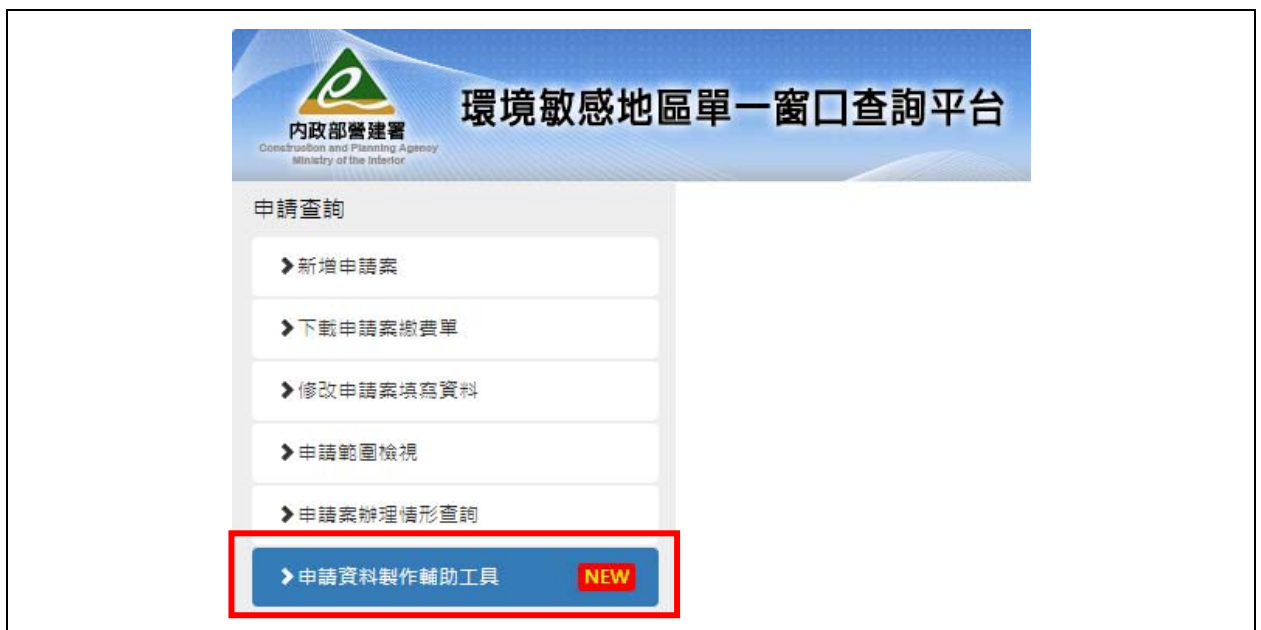 環境敏感地區單一窗口查詢平台
內政部營建署
Construction and Planning Agency
Ministry of the Interior
申請查詢
新增申請案
下載申請案繳費單
修改申請案填寫資料
申請範圍檢視
申請案辦理情形查詢
申請資料製作輔助工具 NEW